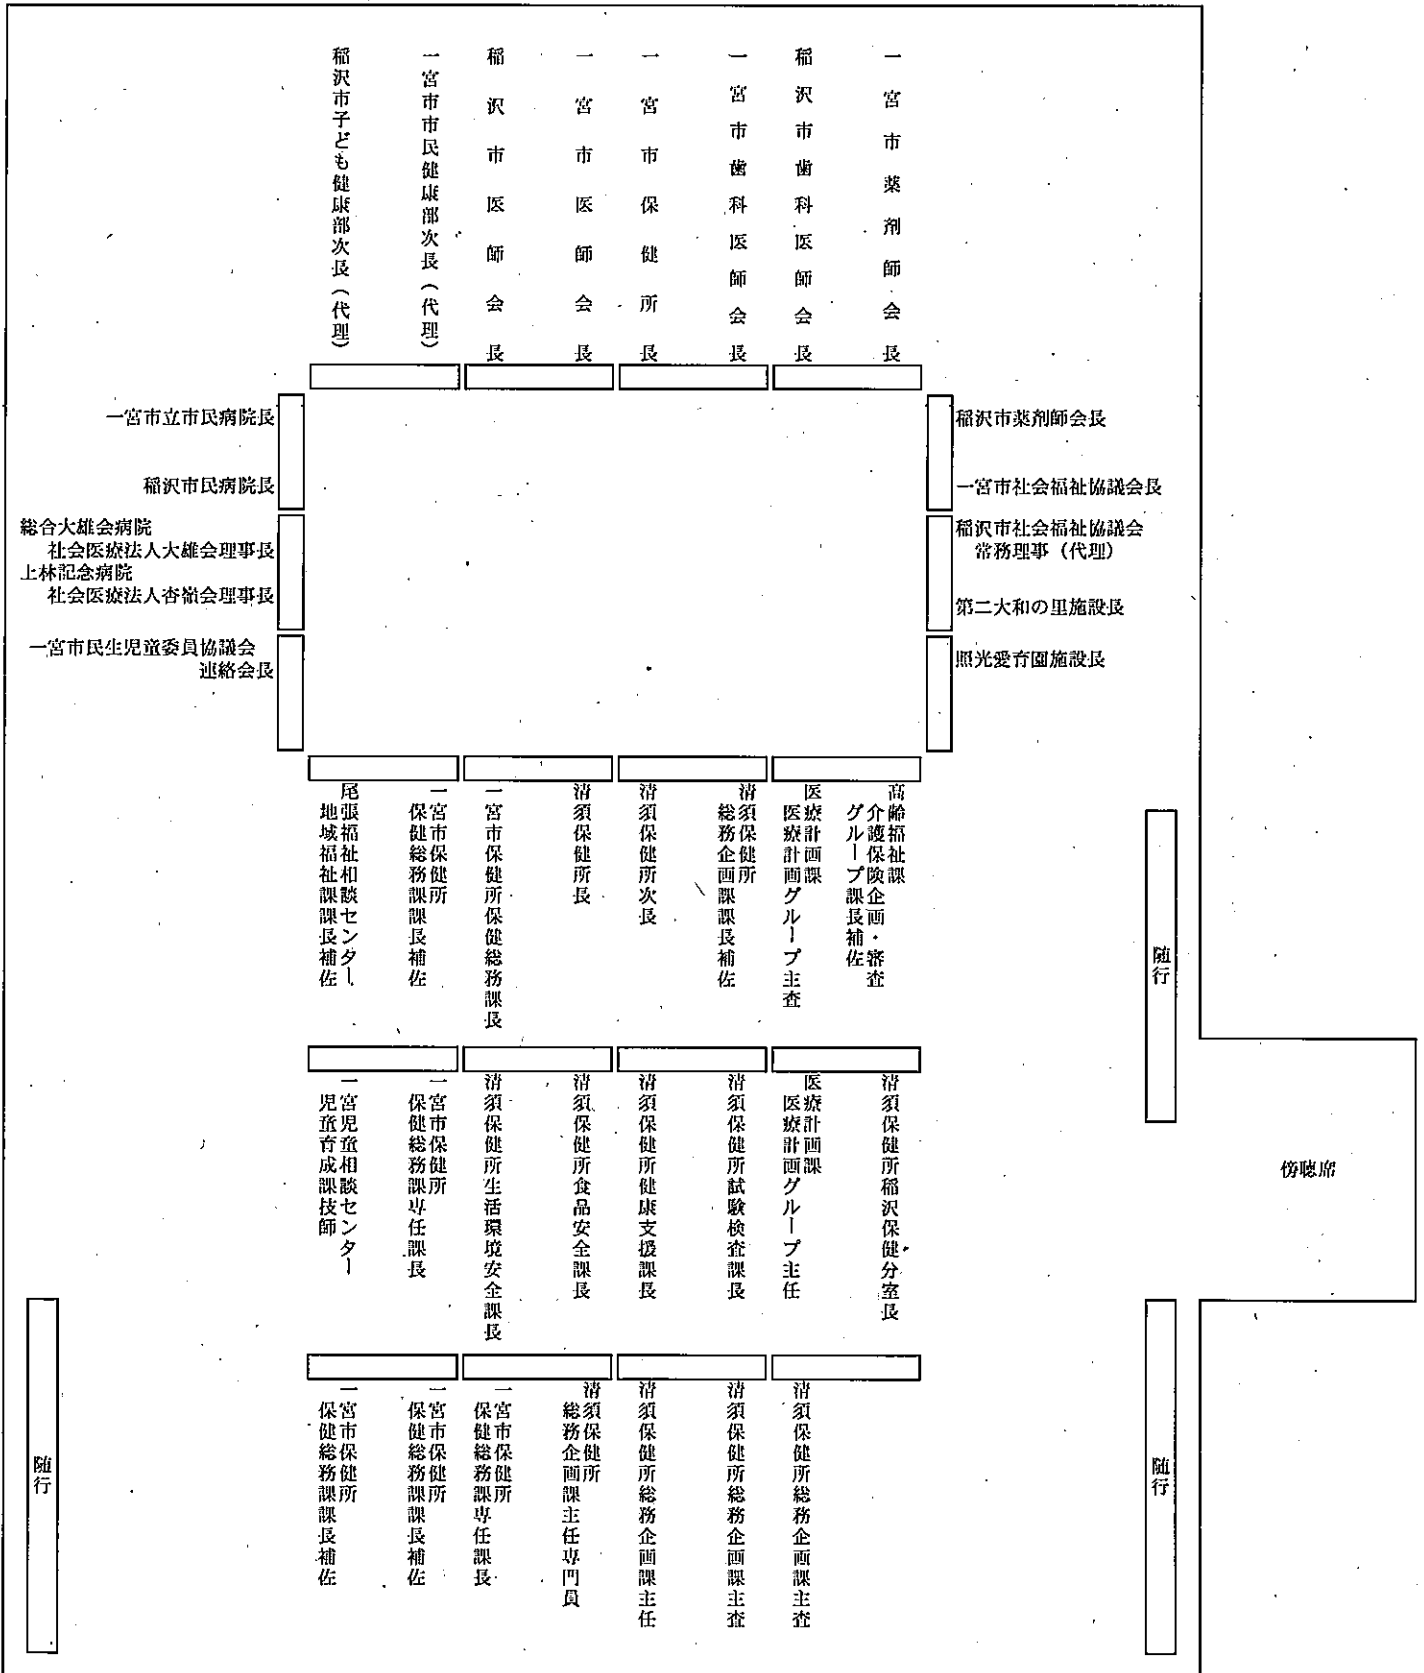 稲沢市子ども健康部次長（代理）
一宮市市民健康部次長（代理）
稲沢市医師会長
一宮市医師会長
一宮市保健所長
一宮市歯科医師会長
稲沢市歯科医師会長
一宮市薬剤師会長
一宮市立市民病院長
稲沢市民病院長
総合大雄会病院
社会医療法人大雄会理事長
上林記念病院
社会医療法人杏嶺会理事長
一宮市民生児童委員協議会
連絡会長
稲沢市薬剤師会長
一宮市社会福祉協議会長
稲沢市社会福祉協議会
常務理事（代理）
第二大和の里施設長
照光愛育園施設長
尾張福祉相談センター
地域福祉課課長補佐
一宮市保健所
保健総務課課長補佐
一宮市保健所保健総務課長
清須保健所長
清須保健所次長
清須保健所
総務企画課課長補佐
医療計画課
医療計画グループ主査
高齢福祉課
介護保険企画・審査
グループ課長補佐
随行
一宮児童相談センター
児童育成課技師
一宮市保健所
保健総務課専任課長
清須保健所生活環境安全課長
清須保健所食品安全課長
清須保健所健康支援課長
清須保健所試験検査課長
医療計画課
医療計画グループ主任
清須保健所稲沢保健分室長
傍聴席
随行
一宮市保健所
保健総務課課長補佐
一宮市保健所
保健総務課課長補佐
一宮市保健所
保健総務課専任課長
清須保健所
総務企画課主任専門員
清須保健所総務企画課主任
清須保健所総務企画課主査
清須保健所総務企画課主査
随行